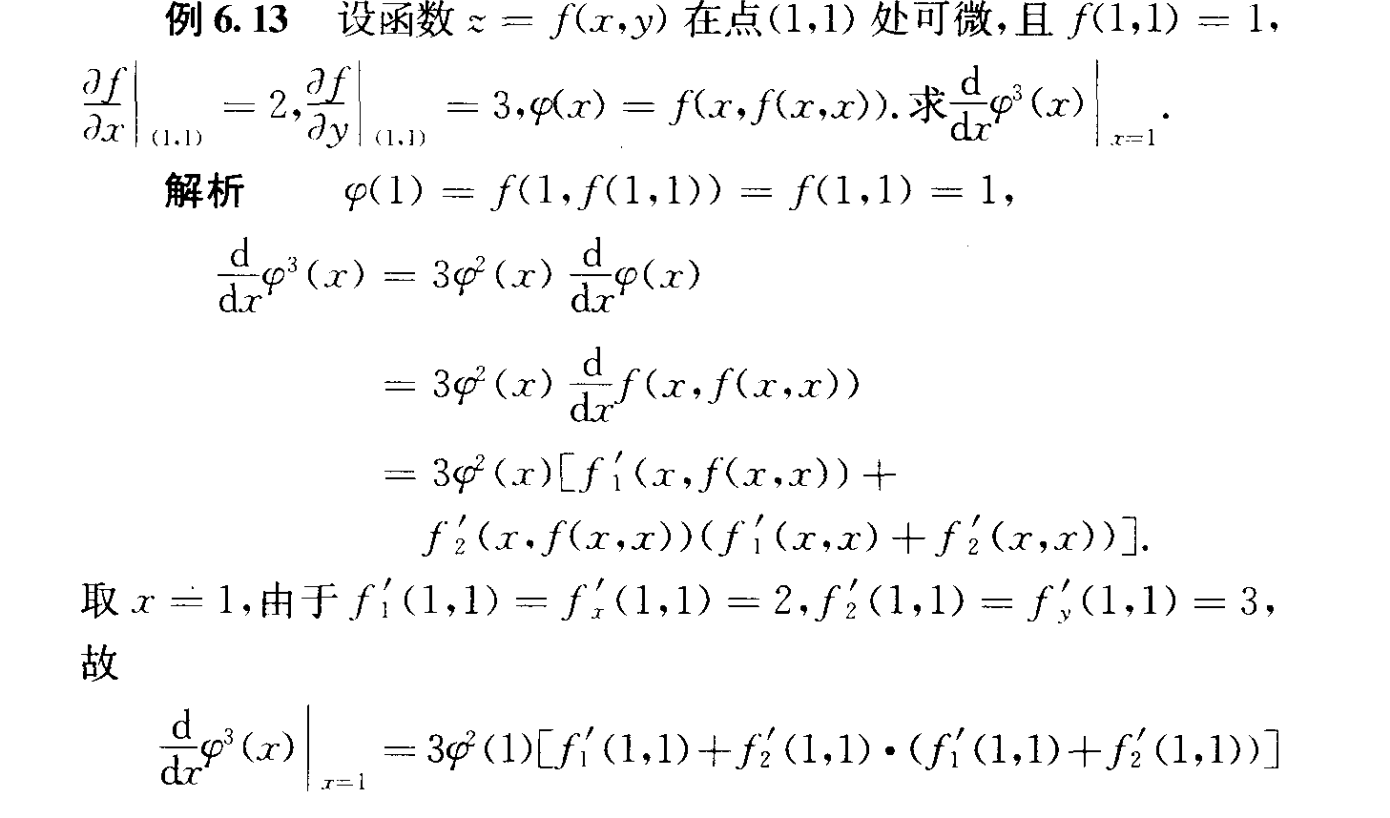 例 6.13 设函数 z = f(x,y) 在点(1,1) 处可微,且 f(1,1) = 1,
∂f/∂x|(1,1) = 2, ∂f/∂y|(1,1) = 3, φ(x) = f(x,f(x,x)). 求 d/dx φ³(x)|x=1.
解析 φ(1) = f(1,f(1,1)) = f(1,1) = 1,
d/dx φ³(x) = 3φ²(x) d/dx φ(x)
= 3φ²(x) d/dx f(x,f(x,x))
= 3φ²(x)[f′₁(x,f(x,x)) +
f′₂(x,f(x,x))(f′₁(x,x) + f′₂(x,x))].
取 x = 1,由于 f′₁(1,1) = f′ₓ(1,1) = 2, f′₂(1,1) = f′y(1,1) = 3,
故
d/dx φ³(x)|x=1 = 3φ²(1)[f′₁(1,1)+f′₂(1,1)·(f′₁(1,1)+f′₂(1,1))]